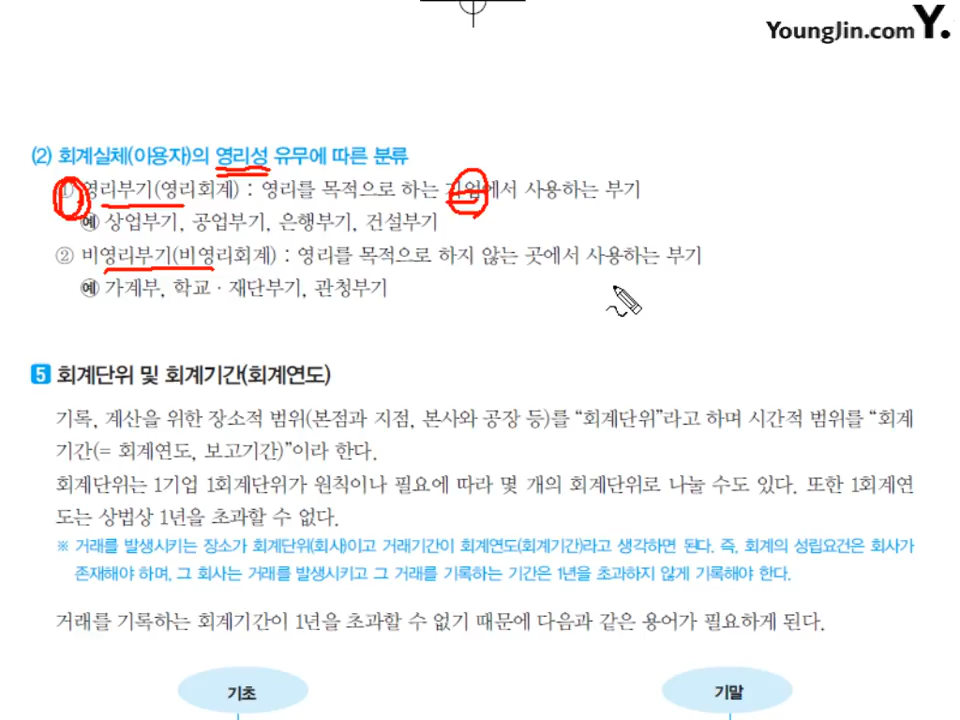 YoungJin.com Y.
(2) 회계실체(이용자)의 영리성 유무에 따른 분류
① 영리부기(영리회계) : 영리를 목적으로 하는 기업에서 사용하는 부기
예 상업부기, 공업부기, 은행부기, 건설부기
② 비영리부기(비영리회계) : 영리를 목적으로 하지 않는 곳에서 사용하는 부기
예 가계부, 학교 · 재단부기, 관청부기
5 회계단위 및 회계기간(회계연도)
기록, 계산을 위한 장소적 범위(본점과 지점, 본사와 공장 등)를 “회계단위”라고 하며 시간적 범위를 “회계
기간(= 회계연도, 보고기간)”이라 한다.
회계단위는 1기업 1회계단위가 원칙이나 필요에 따라 몇 개의 회계단위로 나눌 수도 있다. 또한 1회계연
도는 상법상 1년을 초과할 수 없다.
※ 거래를 발생시키는 장소가 회계단위(회사)이고 거래기간이 회계연도(회계기간)라고 생각하면 된다. 즉, 회계의 성립요건은 회사가
존재해야 하며, 그 회사는 거래를 발생시키고 그 거래를 기록하는 기간은 1년을 초과하지 않게 기록해야 한다.
거래를 기록하는 회계기간이 1년을 초과할 수 없기 때문에 다음과 같은 용어가 필요하게 된다.
기초 기말